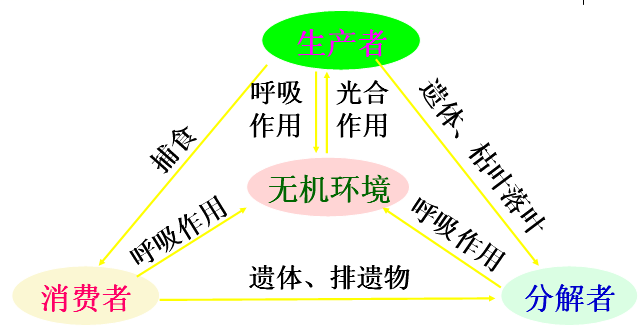 生产者
呼吸
作用
光合
作用
遗体、枯叶落叶
捕食
无机环境
呼吸作用
呼吸作用
遗体、排遗物
消费者
分解者